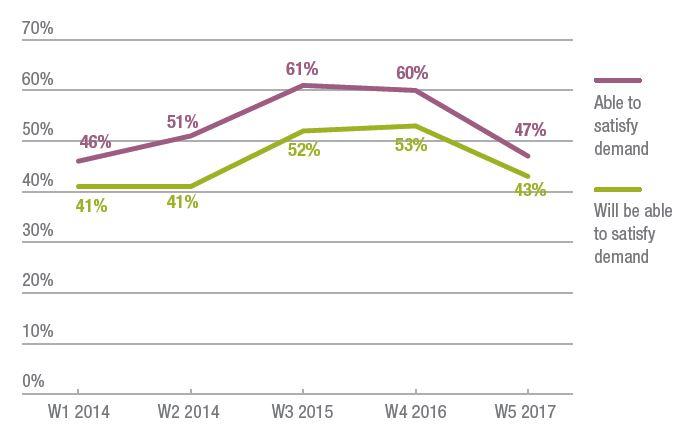 70%
60%
50%
40%
30%
20%
10%
0%
46%
51%
61%
60%
47%
41%
41%
52%
53%
43%
W1 2014
W2 2014
W3 2015
W4 2016
W5 2017
Able to
satisfy
demand
Will be able
to satisfy
demand